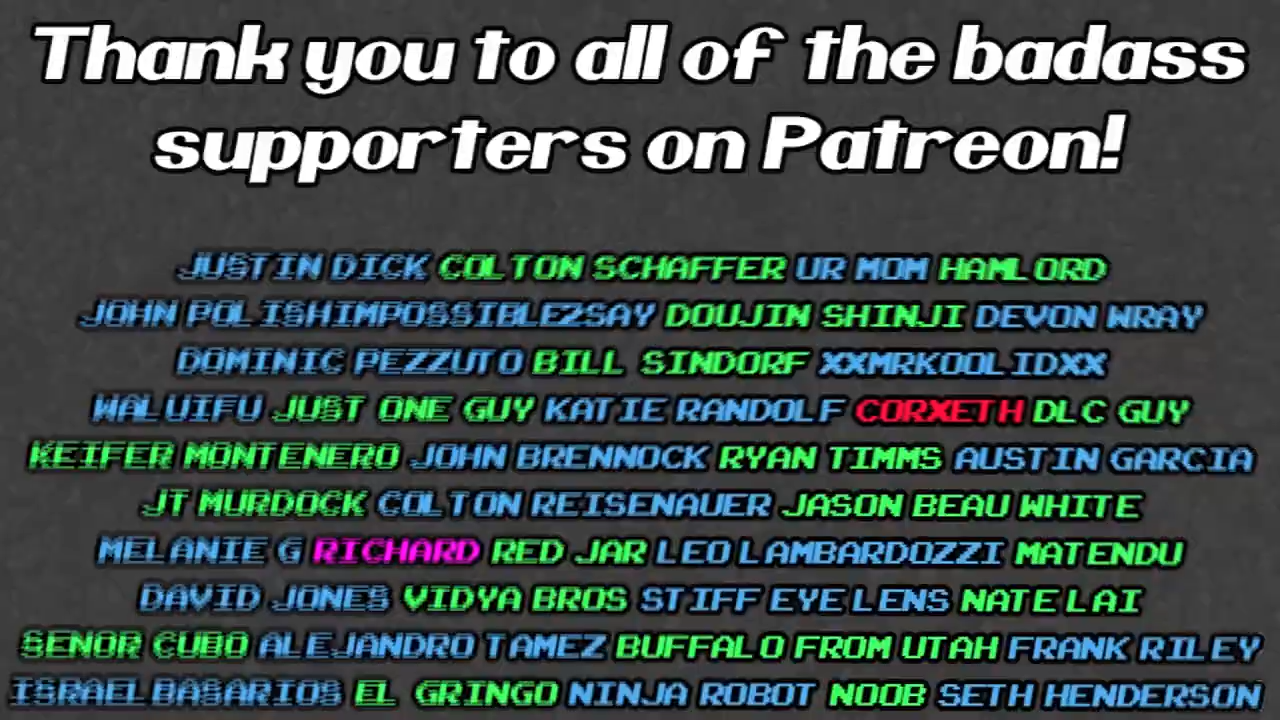 Thank you to all of the badass
supporters on Patreon!
JUSTIN DICK COLTON SCHAFFER UR MOM HAMLORD
JOHN POLISHIMPOSSIBLEZSAY DOUJIN SHINJI DEVON WRAY
DOMINIC PEZZUTO BILL SINDORF XXMRKOOLIDXX
WALUIFU JUST ONE GUY KATIE RANDOLF CORXETH DLC GUY
KEIFER MONTENERO JOHN BRENNOCK RYAN TIMMS AUSTIN GARCIA
JT MURDOCK COLTON REISENAUER JASON BEAU WHITE
MELANIE G RICHARD RED JAR LEO LAMBARDOZZI MATENDU
DAVID JONES VIDYA BROS STIFF EYE LENS NATE LAI
SENOR CUBO ALEJANDRO TAMEZ BUFFALO FROM UTAH FRANK RILEY
ISRAEL BASARIOS EL GRINGO NINJA ROBOT NOOB SETH HENDERSON